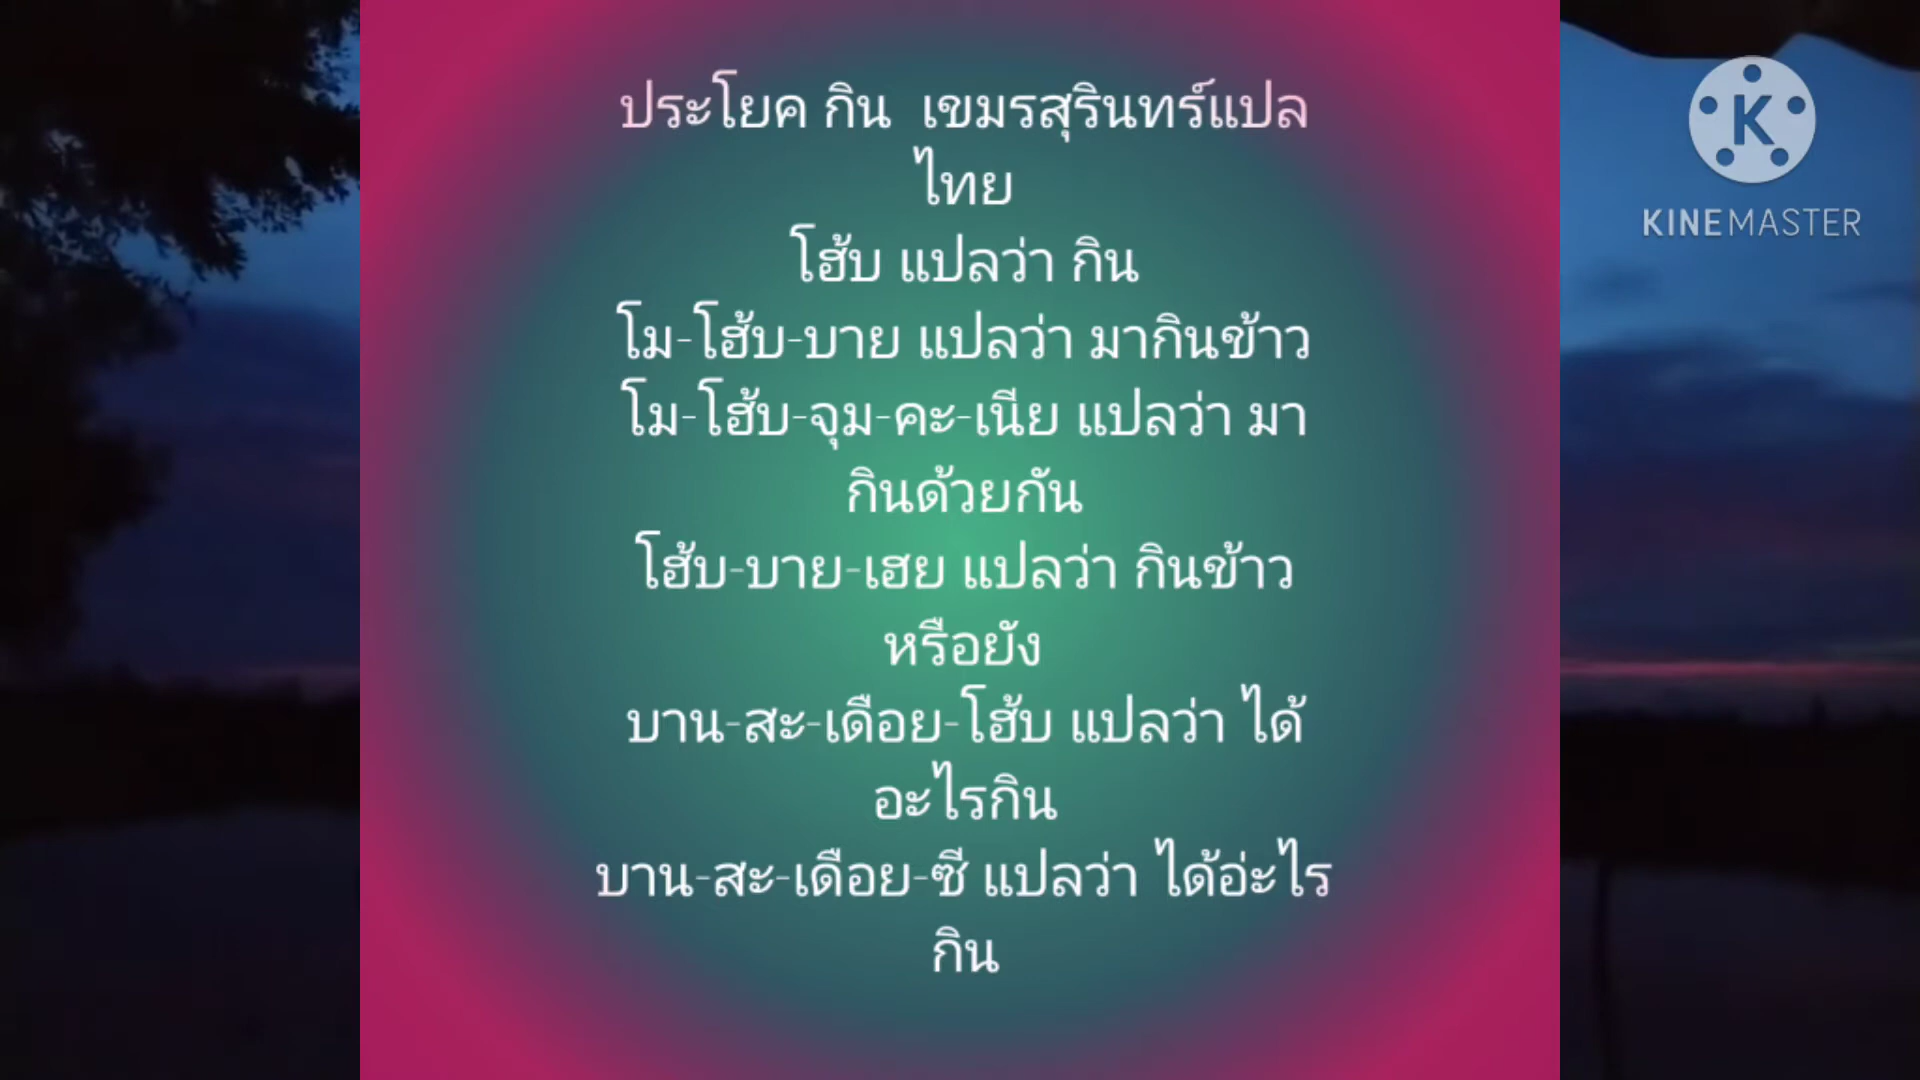 ประโยค กิน  เขมรสุรินทร์แปล
ไทย
โฮ้บ แปลว่า กิน
โม-โฮ้บ-บาย แปลว่า มากินข้าว
โม-โฮ้บ-จุม-คะ-เนีย แปลว่า มา
กินด้วยกัน
โฮ้บ-บาย-เฮย แปลว่า กินข้าว
หรือยัง
บาน-สะ-เดือย-โฮ้บ แปลว่า ได้
อะไรกิน
บาน-สะ-เดือย-ซี แปลว่า ได้อ่ะไร
กิน
K
KINEMASTER